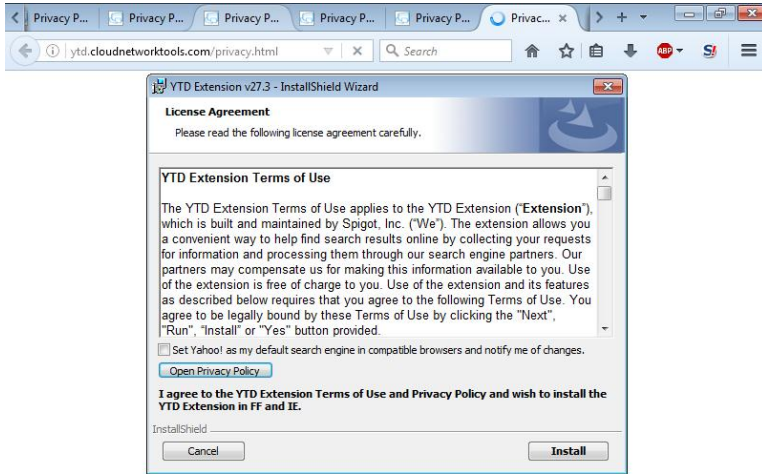 Privacy P... Privacy P... Privacy P... Privacy P... Privacy P... Privac...
ytd.cloudnetworktools.com/privacy.html Search ABP S!
YTD Extension v27.3 - InstallShield Wizard
License Agreement
Please read the following license agreement carefully.
YTD Extension Terms of Use
The YTD Extension Terms of Use applies to the YTD Extension (“Extension”),
which is built and maintained by Spigot, Inc. (“We”). The extension allows you
a convenient way to help find search results online by collecting your requests
for information and processing them through our search engine partners. Our
partners may compensate us for making this information available to you. Use
of the extension is free of charge to you. Use of the extension and its features
as described below requires that you agree to the following Terms of Use. You
agree to be legally bound by these Terms of Use by clicking the "Next",
"Run", “Install” or "Yes" button provided.
Set Yahoo! as my default search engine in compatible browsers and notify me of changes.
Open Privacy Policy
I agree to the YTD Extension Terms of Use and Privacy Policy and wish to install the
YTD Extension in FF and IE.
InstallShield
Cancel Install